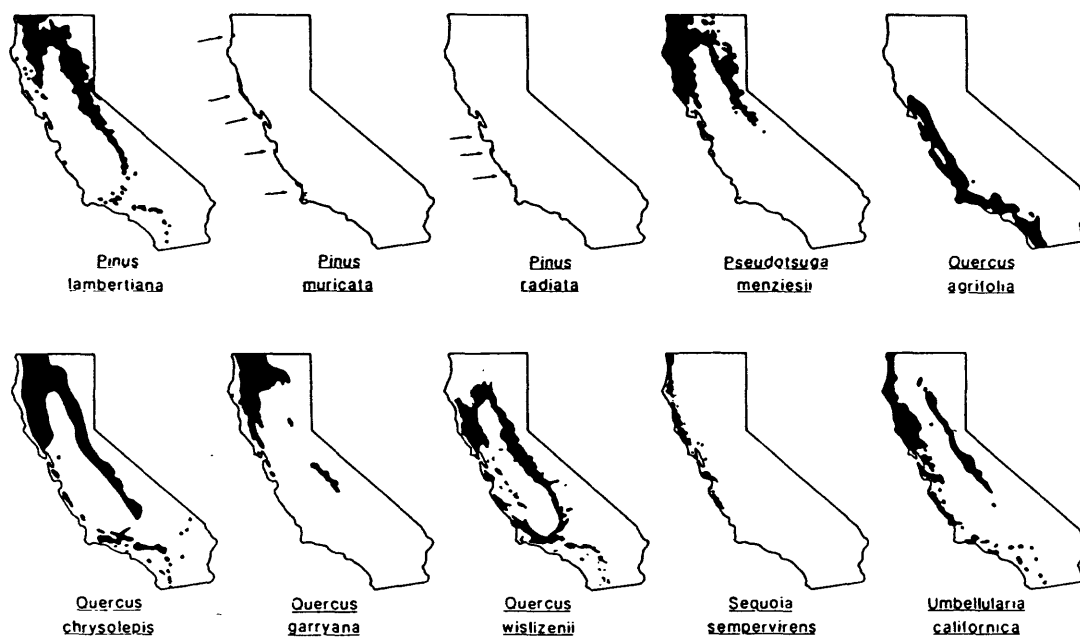 Pinus
lambertiana
Pinus
muricata
Pinus
radiata
Pseudotsuga
menziesii
Quercus
agrifolia
Quercus
chrysolepis
Quercus
garryana
Quercus
wislizenii
Sequoia
sempervirens
Umbellularia
californica